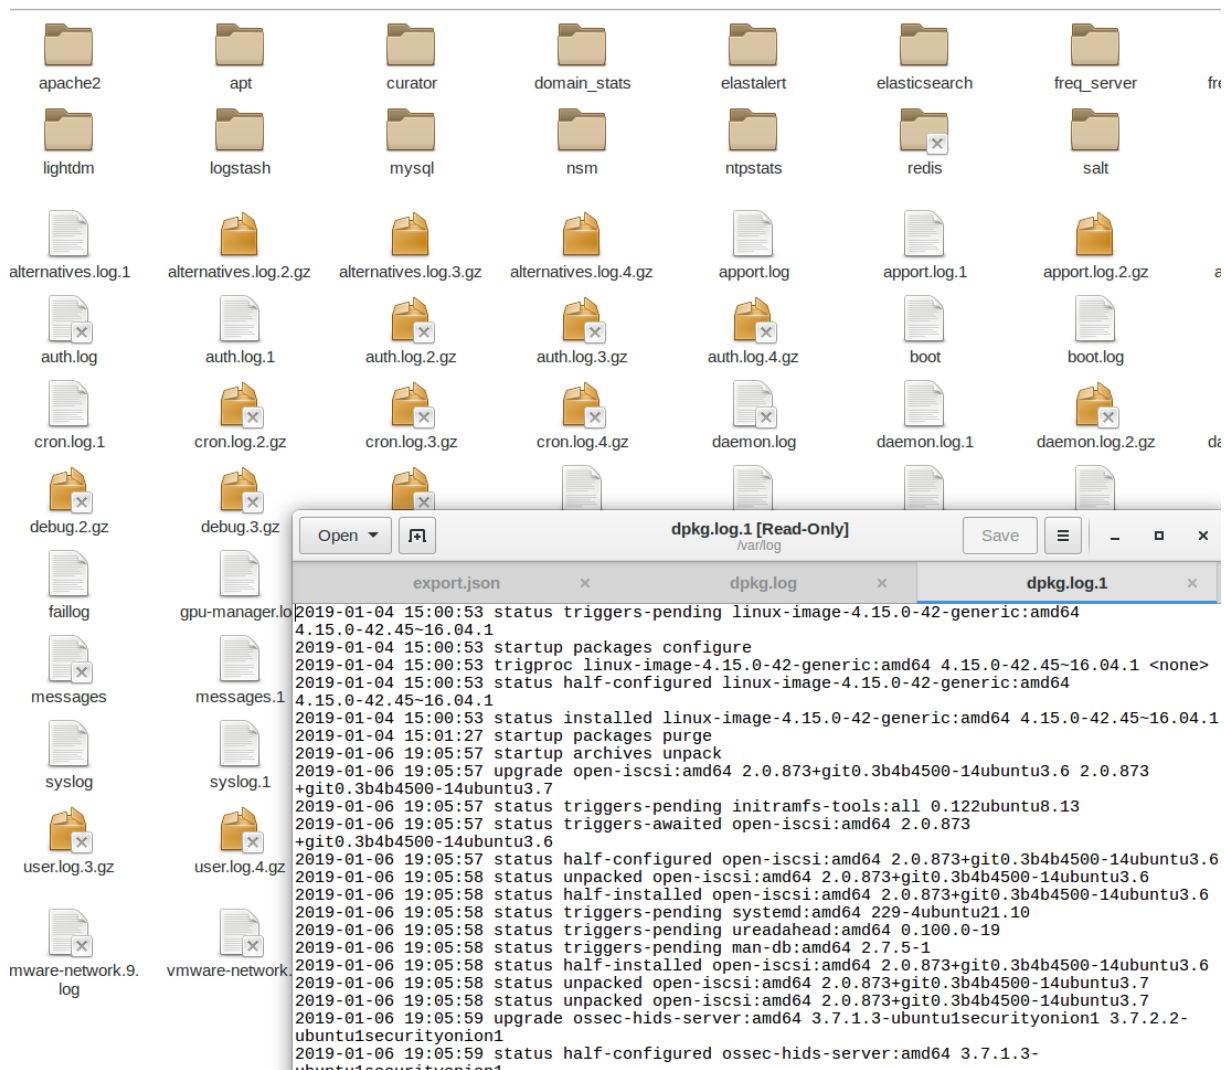 apache2 apt curator domain_stats elastalert elasticsearch freq_server fre
lightdm logstash mysql nsm ntpstats redis salt
alternatives.log.1 alternatives.log.2.gz alternatives.log.3.gz alternatives.log.4.gz apport.log apport.log.1 apport.log.2.gz a
auth.log auth.log.1 auth.log.2.gz auth.log.3.gz auth.log.4.gz boot boot.log
cron.log.1 cron.log.2.gz cron.log.3.gz cron.log.4.gz daemon.log daemon.log.1 daemon.log.2.gz da
debug.2.gz debug.3.gz
faillog gpu-manager.lo
messages messages.1
syslog syslog.1
user.log.3.gz user.log.4.gz
mware-network.9. vmware-network.
log
Open dpkg.log.1 [Read-Only] Save
/var/log
export.json dpkg.log dpkg.log.1
2019-01-04 15:00:53 status triggers-pending linux-image-4.15.0-42-generic:amd64
4.15.0-42.45~16.04.1
2019-01-04 15:00:53 startup packages configure
2019-01-04 15:00:53 trigproc linux-image-4.15.0-42-generic:amd64 4.15.0-42.45~16.04.1 <none>
2019-01-04 15:00:53 status half-configured linux-image-4.15.0-42-generic:amd64
4.15.0-42.45~16.04.1
2019-01-04 15:00:53 status installed linux-image-4.15.0-42-generic:amd64 4.15.0-42.45~16.04.1
2019-01-04 15:01:27 startup packages purge
2019-01-06 19:05:57 startup archives unpack
2019-01-06 19:05:57 upgrade open-iscsi:amd64 2.0.873+git0.3b4b4500-14ubuntu3.6 2.0.873
+git0.3b4b4500-14ubuntu3.7
2019-01-06 19:05:57 status triggers-pending initramfs-tools:all 0.122ubuntu8.13
2019-01-06 19:05:57 status triggers-awaited open-iscsi:amd64 2.0.873
+git0.3b4b4500-14ubuntu3.6
2019-01-06 19:05:57 status half-configured open-iscsi:amd64 2.0.873+git0.3b4b4500-14ubuntu3.6
2019-01-06 19:05:58 status unpacked open-iscsi:amd64 2.0.873+git0.3b4b4500-14ubuntu3.6
2019-01-06 19:05:58 status half-installed open-iscsi:amd64 2.0.873+git0.3b4b4500-14ubuntu3.6
2019-01-06 19:05:58 status triggers-pending systemd:amd64 229-4ubuntu21.10
2019-01-06 19:05:58 status triggers-pending ureadahead:amd64 0.100.0-19
2019-01-06 19:05:58 status triggers-pending man-db:amd64 2.7.5-1
2019-01-06 19:05:58 status half-installed open-iscsi:amd64 2.0.873+git0.3b4b4500-14ubuntu3.6
2019-01-06 19:05:58 status unpacked open-iscsi:amd64 2.0.873+git0.3b4b4500-14ubuntu3.7
2019-01-06 19:05:58 status unpacked open-iscsi:amd64 2.0.873+git0.3b4b4500-14ubuntu3.7
2019-01-06 19:05:59 upgrade ossec-hids-server:amd64 3.7.1.3-ubuntu1securityonion1 3.7.2.2-
ubuntu1securityonion1
2019-01-06 19:05:59 status half-configured ossec-hids-server:amd64 3.7.1.3-
ubuntu1securityonion1